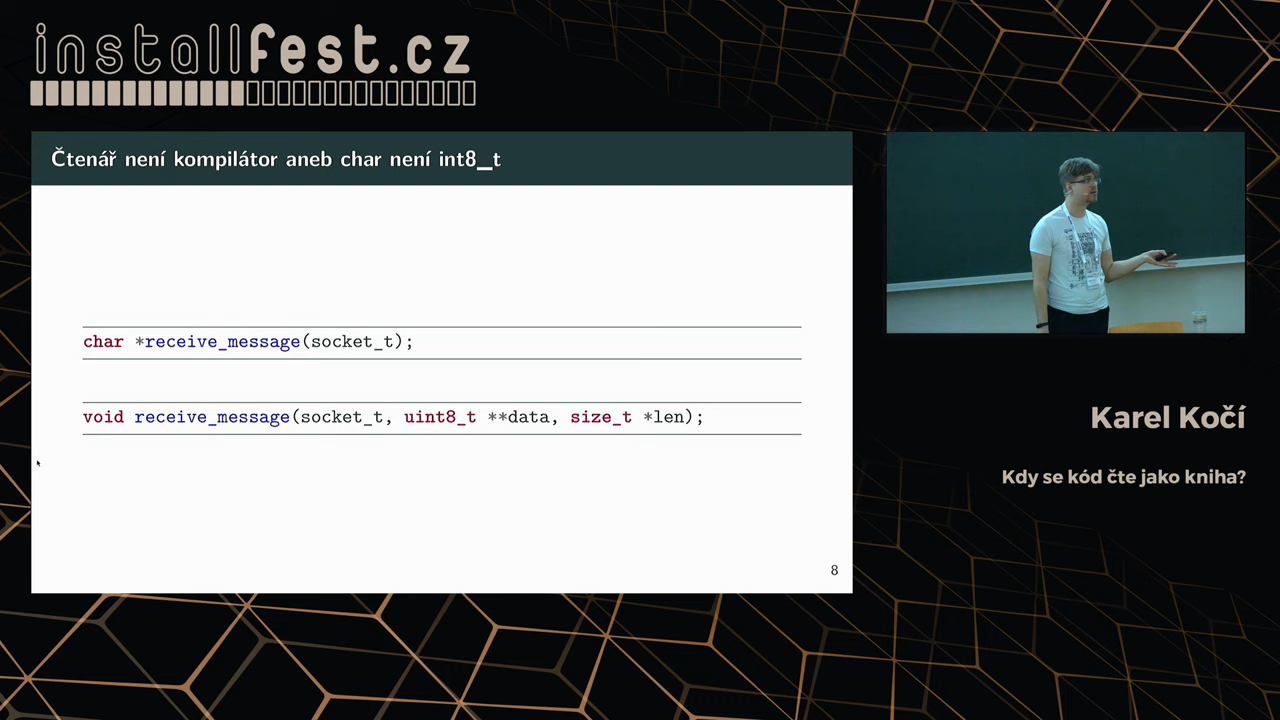 installfest.cz
Čtenář není kompilátor aneb char není int8_t
char *receive_message(socket_t);
void receive_message(socket_t, uint8_t **data, size_t *len);
8
Karel Kočí
Kdy se kód čte jako kniha?